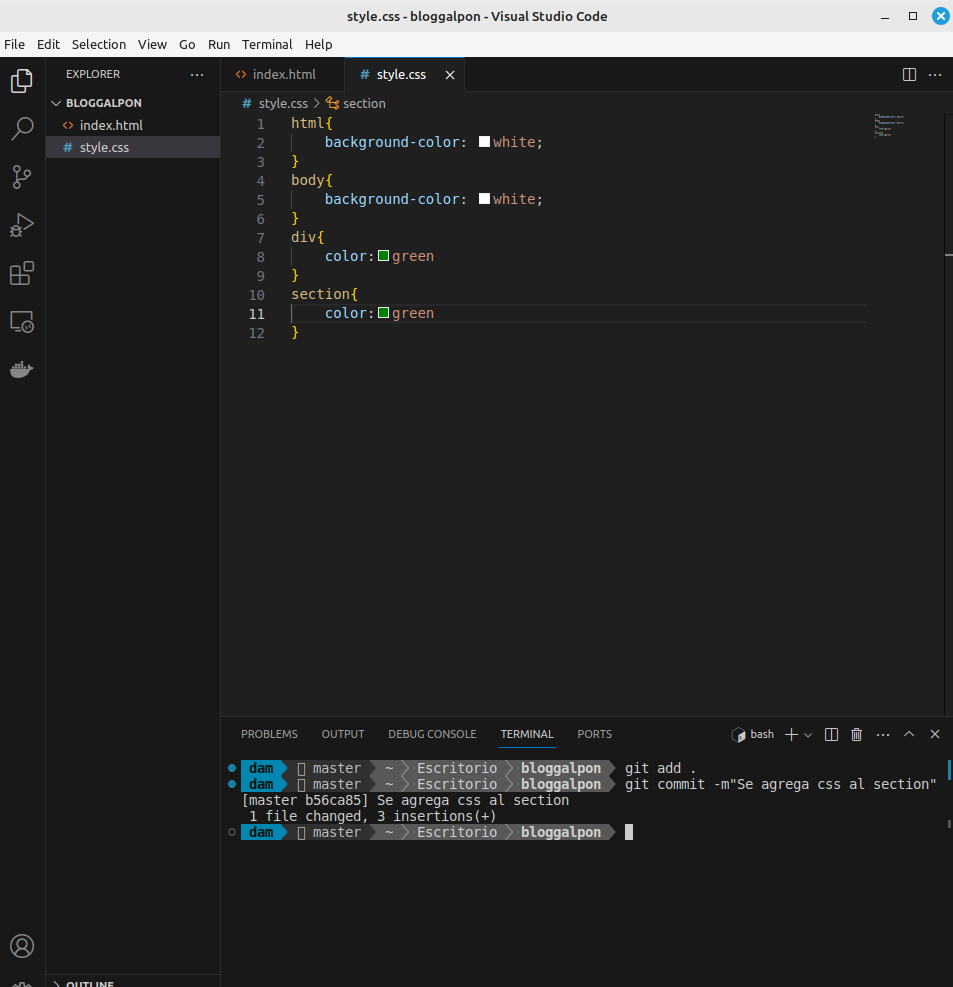 style.css - bloggalpon - Visual Studio Code
File Edit Selection View Go Run Terminal Help
EXPLORER
BLOGGALPON
index.html
# style.css
index.html # style.css
# style.css > section
1 html{
2 background-color: white;
3 }
4 body{
5 background-color: white;
6 }
7 div{
8 color:green
9 }
10 section{
11 color:green
12 }
PROBLEMS OUTPUT DEBUG CONSOLE TERMINAL PORTS bash
dam master ~ Escritorio bloggalpon git add .
dam master ~ Escritorio bloggalpon git commit -m"Se agrega css al section"
[master b56ca85] Se agrega css al section
1 file changed, 3 insertions(+)
dam master ~ Escritorio bloggalpon
OUTLINE